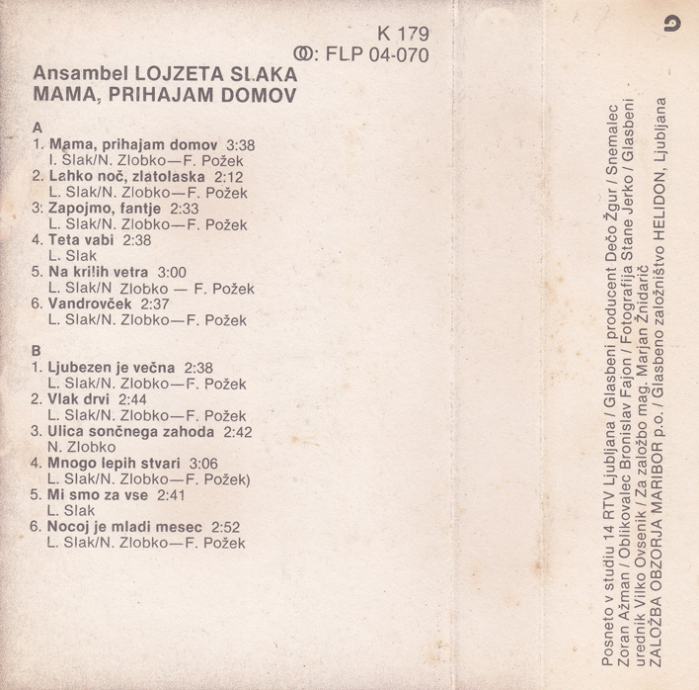 K 179
FLP 04-070
Ansambel LOJZETA SLAKA
MAMA, PRIHAJAM DOMOV
A
1. Mama, prihajam domov 3:38
I. Slak/N. Zlobko—F. Požek
2. Lahko noč, zlatolaska 2:12
L. Slak/N. Zlobko—F. Požek
3: Zapojmo, fantje 2:33
L. Slak/N. Zlobko—F. Požek
4. Teta vabi 2:38
L. Slak
5. Na krilih vetra 3:00
L. Slak/N Zlobko — F. Požek
6. Vandrovček 2:37
L. Slak/N. Zlobko—F. Požek
B
1. Ljubezen je večna 2:38
L. Slak/N. Zlobko—F. Požek
2. Vlak drvi 2:44
L. Slak/N. Zlobko—F. Požek
3. Ulica sončnega zahoda 2:42
N. Zlobko
4. Mnogo lepih stvari 3:06
L. Slak/N. Zlobko—F. Požek)
5. Mi smo za vse 2:41
L. Slak
6. Nocoj je mladi mesec 2:52
L. Slak/N. Zlobko—F. Požek
Posneto v studiu 14 RTV Ljubljana / Glasbeni producent Dečo Žgur / Snemalec
Zoran Ažman / Oblikovalec Bronislav Fajon / Fotografija Stane Jerko / Glasbeni
urednik Vilko Ovsenik / Za založbo mag. Marjan Žnidarič
ZALOŽBA OBZORJA MARIBOR p.o. / Glasbeno založništvo HELIDON, Ljubljana